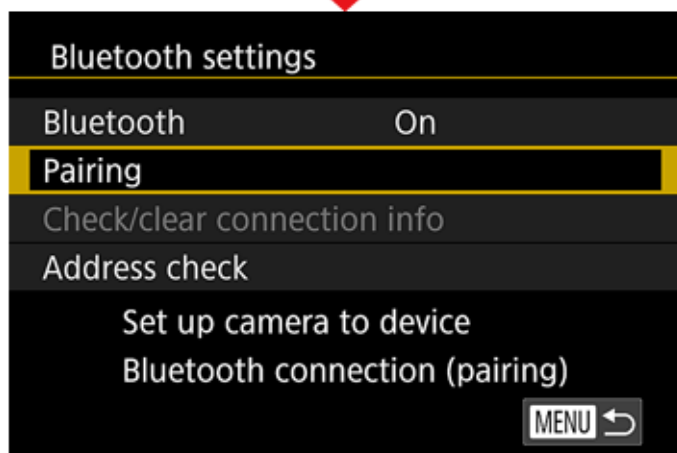 Bluetooth settings
Bluetooth On
Pairing
Check/clear connection info
Address check
Set up camera to device
Bluetooth connection (pairing)
MENU